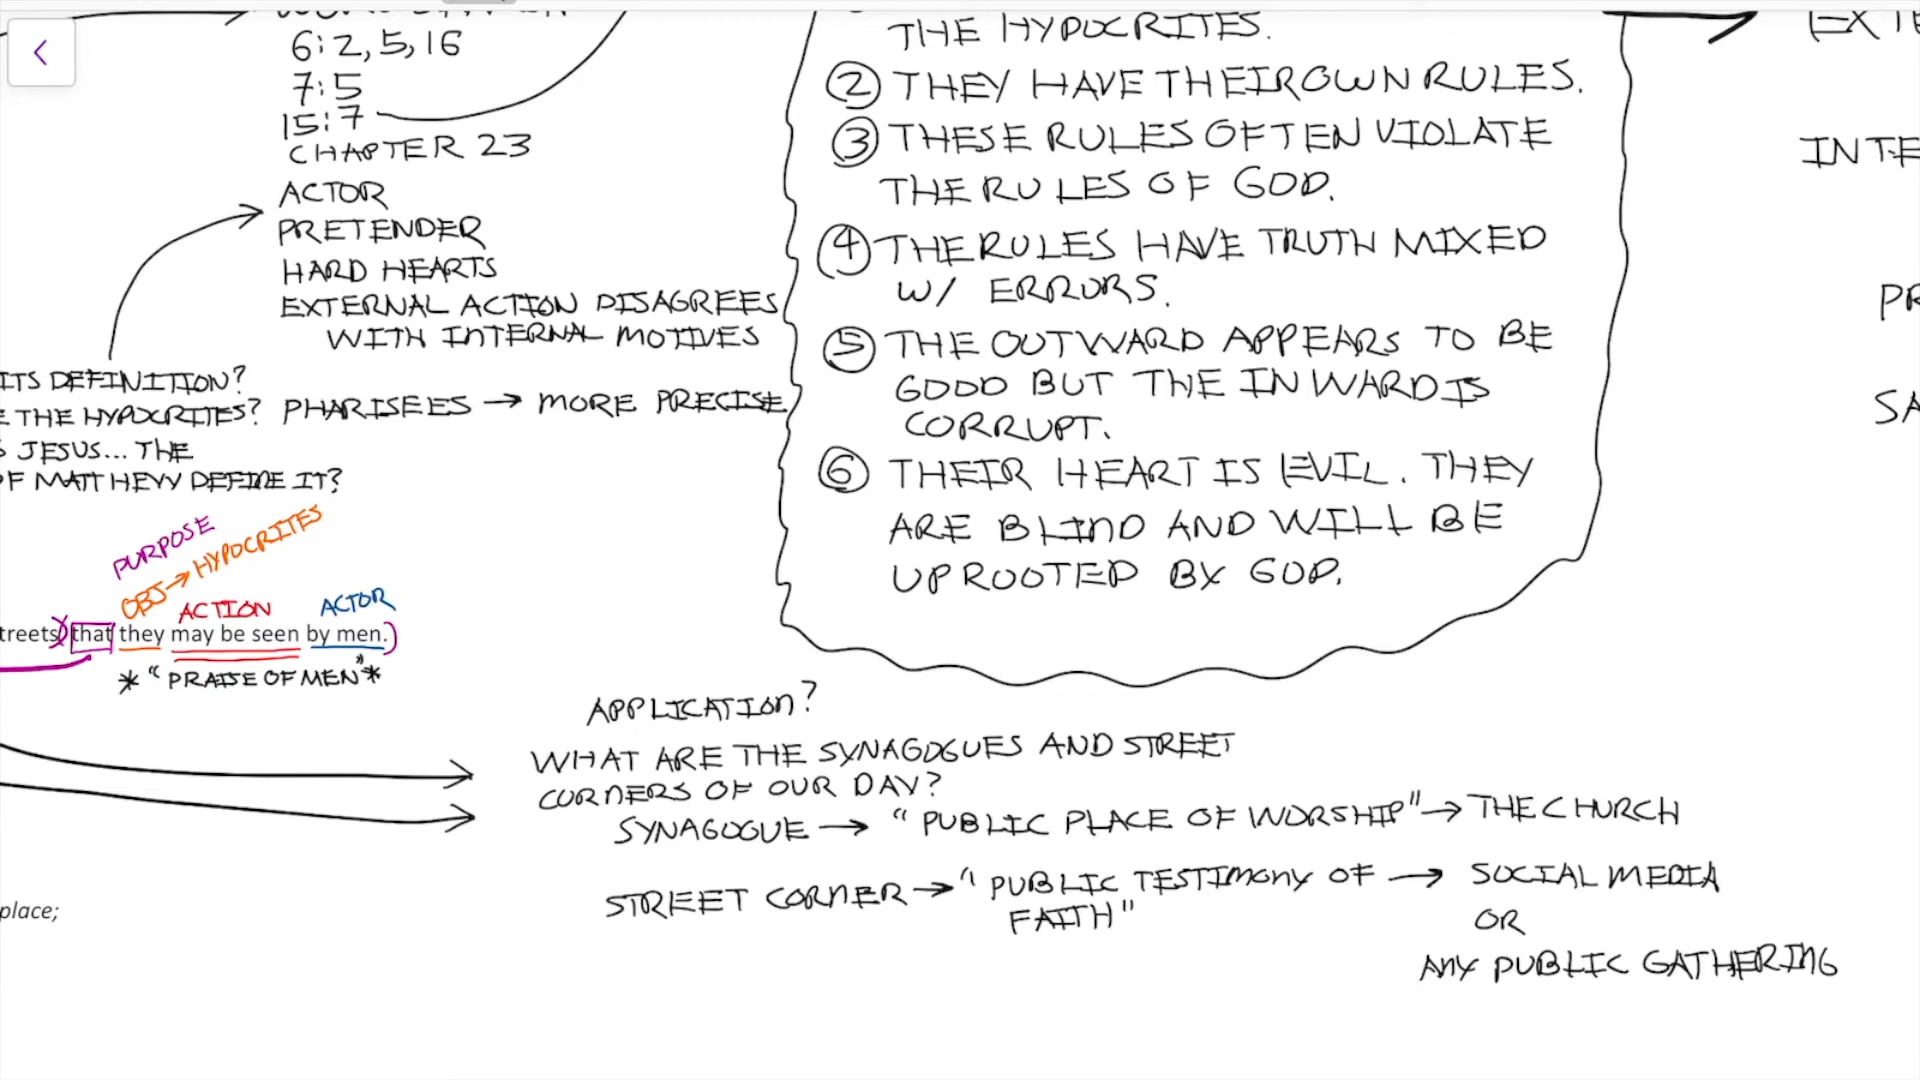 6:2,5,16
7:5
15:7
CHAPTER 23
ACTOR
PRETENDER
HARD HEARTS
EXTERNAL ACTION DISAGREES
WITH INTERNAL MOTIVES
ITS DEFINITION?
E THE HYPOCRITES? PHARISEES → MORE PRECISE
S JESUS... THE
OF MATTHEW DEFINE IT?
PURPOSE
OBJ → HYPOCRITES
ACTION
ACTOR
treets) that they may be seen by men.)
* "PRAISE OF MEN" *
THE HYPOCRITES.
② THEY HAVE THEIR OWN RULES.
③ THESE RULES OFTEN VIOLATE
THE RULES OF GOD.
④ THE RULES HAVE TRUTH MIXED
W/ ERRORS.
⑤ THE OUTWARD APPEARS TO BE
GOOD BUT THE INWARD IS
CORRUPT.
⑥ THEIR HEART IS EVIL. THEY
ARE BLIND AND WILL BE
UPROOTED BY GOD.
INTE
PR
SA
APPLICATION?
WHAT ARE THE SYNAGOGUES AND STREET
CORNERS OF OUR DAY?
SYNAGOGUE → "PUBLIC PLACE OF WORSHIP" → THE CHURCH
STREET CORNER → "PUBLIC TESTIMONY OF → SOCIAL MEDIA
FAITH"
OR
ANY PUBLIC GATHERING
place;